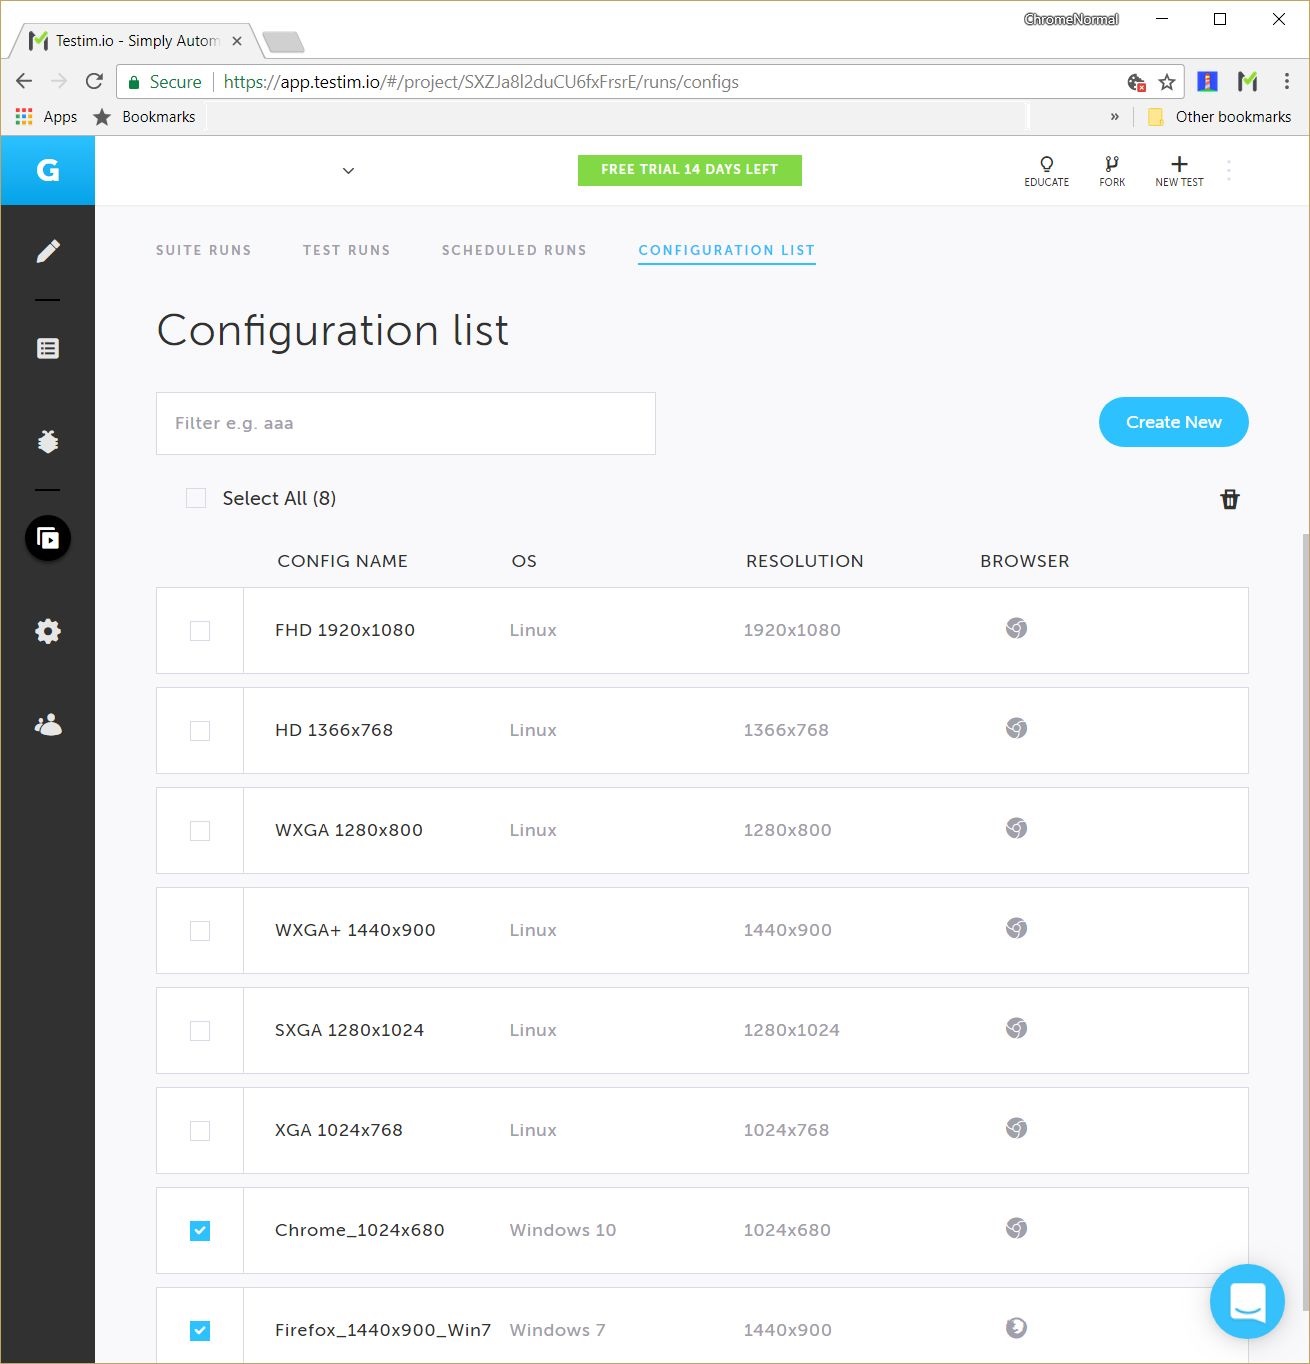 ChromeNormal
Testim.io - Simply Autom
Secure https://app.testim.io/#/project/SXZJa8l2duCU6fxFrsrE/runs/configs
Apps Bookmarks » Other bookmarks
G FREE TRIAL 14 DAYS LEFT EDUCATE FORK NEW TEST
SUITE RUNS TEST RUNS SCHEDULED RUNS CONFIGURATION LIST
Configuration list
Filter e.g. aaa Create New
Select All (8)
CONFIG NAME OS RESOLUTION BROWSER
FHD 1920x1080 Linux 1920x1080
HD 1366x768 Linux 1366x768
WXGA 1280x800 Linux 1280x800
WXGA+ 1440x900 Linux 1440x900
SXGA 1280x1024 Linux 1280x1024
XGA 1024x768 Linux 1024x768
Chrome_1024x680 Windows 10 1024x680
Firefox_1440x900_Win7 Windows 7 1440x900